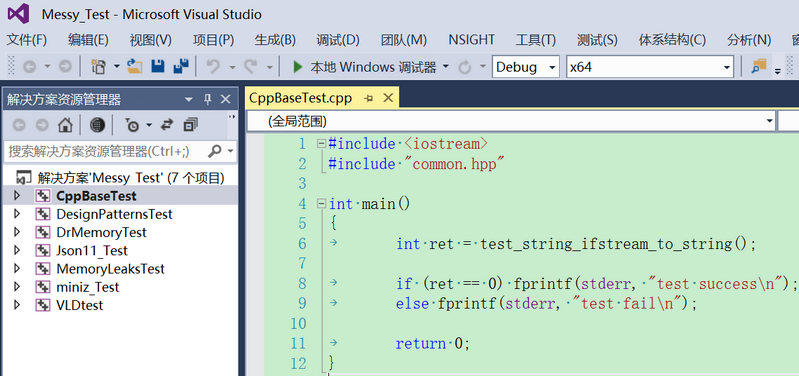 Messy_Test - Microsoft Visual Studio
文件(F) 编辑(E) 视图(V) 项目(P) 生成(B) 调试(D) 团队(M) NSIGHT 工具(T) 测试(S) 体系结构(C) 分析(N)
本地 Windows 调试器 Debug x64
解决方案资源管理器
搜索解决方案资源管理器(Ctrl+;)
解决方案'Messy_Test' (7 个项目)
CppBaseTest
DesignPatternsTest
DrMemoryTest
Json11_Test
MemoryLeaksTest
miniz_Test
VLDtest
CppBaseTest.cpp
(全局范围)
1 #include <iostream>
2 #include "common.hpp"
3
4 int main()
5 {
6 int ret = test_string_ifstream_to_string();
7
8 if (ret == 0) fprintf(stderr, "test success\n");
9 else fprintf(stderr, "test fail\n");
10
11 return 0;
12 }